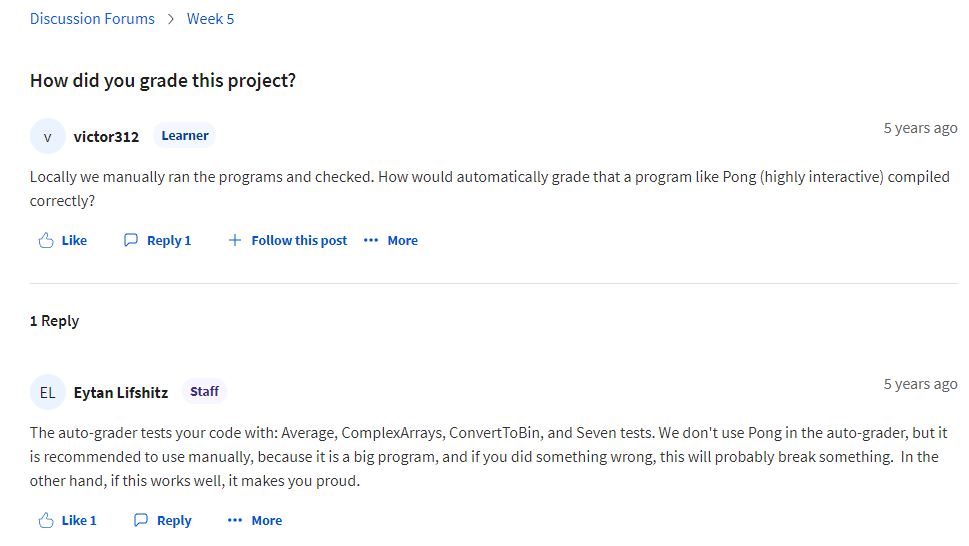 Discussion Forums > Week 5
How did you grade this project?
v victor312 Learner 5 years ago
Locally we manually ran the programs and checked. How would automatically grade that a program like Pong (highly interactive) compiled
correctly?
Like Reply 1 + Follow this post ••• More
1 Reply
EL Eytan Lifshitz Staff 5 years ago
The auto-grader tests your code with: Average, ComplexArrays, ConvertToBin, and Seven tests. We don't use Pong in the auto-grader, but it
is recommended to use manually, because it is a big program, and if you did something wrong, this will probably break something.  In the
other hand, if this works well, it makes you proud.
Like 1 Reply ••• More